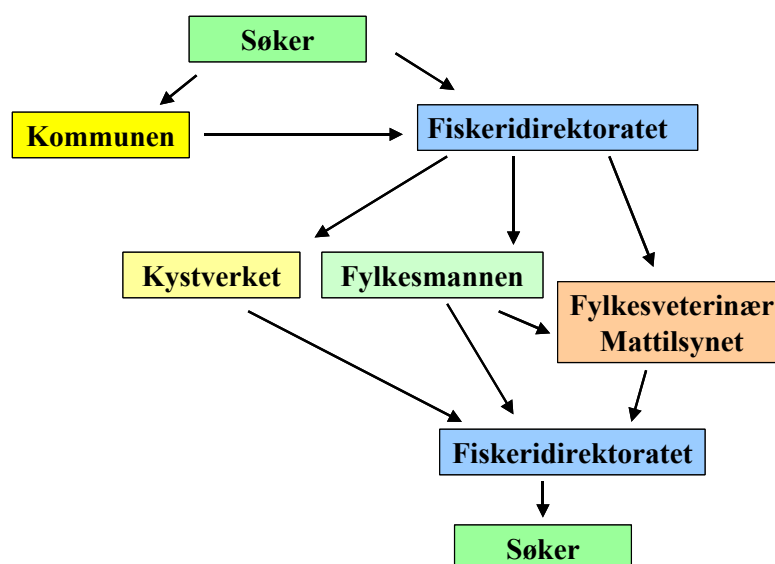 Søker
Kommunen
Fiskeridirektoratet
Kystverket
Fylkesmannen
Fylkesveterinær
Mattilsynet
Fiskeridirektoratet
Søker